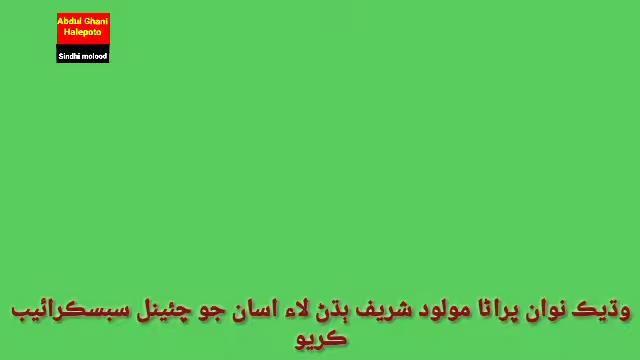 Abdul Ghani
Halepoto
Sindhi molood
وڌيڪ نوان پراڻا مولود شريف ٻڌڻ لاءِ اسان جو چئينل سبسڪرائيب
ڪريو